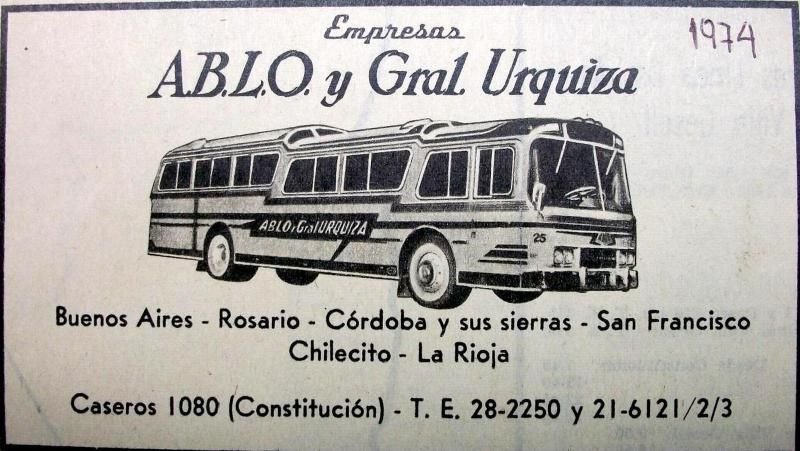 Empresas
1974
A.B.L.O. y Gral. Urquiza
ABLO y Gral URQUIZA
25
Buenos Aires - Rosario - Córdoba y sus sierras - San Francisco
Chilecito - La Rioja
Caseros 1080 (Constitución) - T. E. 28-2250 y 21-6121/2/3